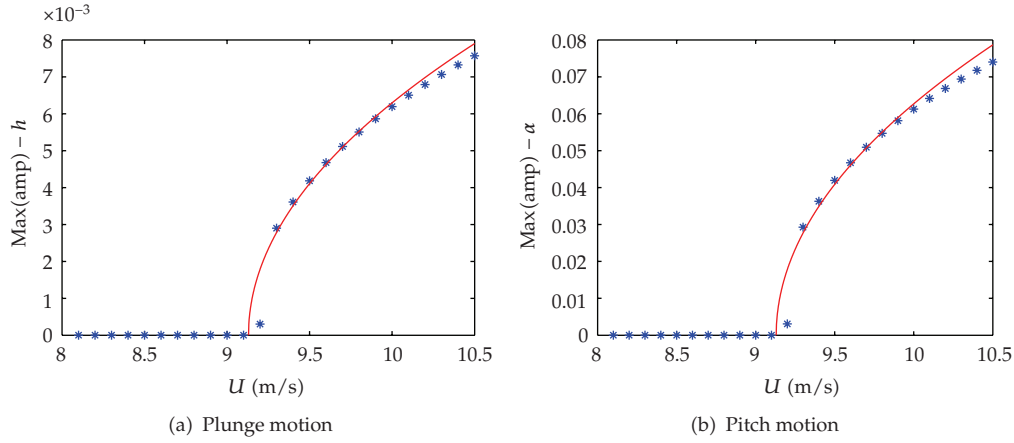 ×10⁻³
8
7
6
5
4
3
2
1
0
Max(amp) − h
8 8.5 9 9.5 10 10.5
U (m/s)
(a) Plunge motion
0.08
0.07
0.06
0.05
0.04
0.03
0.02
0.01
0
Max(amp) − α
8 8.5 9 9.5 10 10.5
U (m/s)
(b) Pitch motion